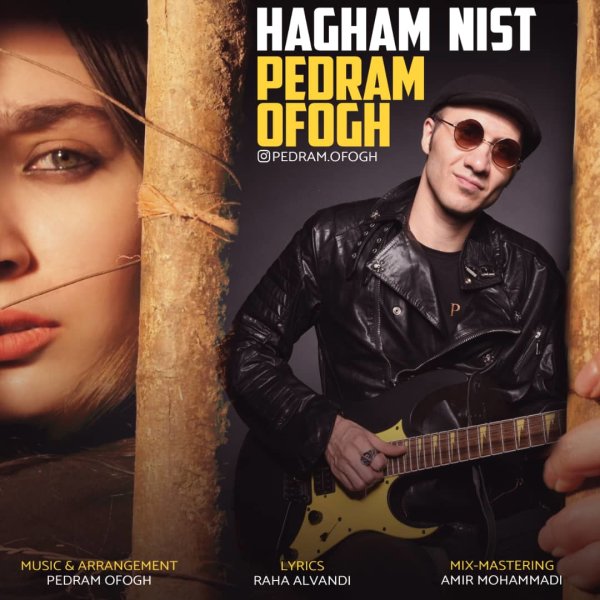 HAGHAM NIST
PEDRAM
OFOGH
PEDRAM.OFOGH
P
MUSIC & ARRANGEMENT
PEDRAM OFOGH
LYRICS
RAHA ALVANDI
MIX-MASTERING
AMIR MOHAMMADI